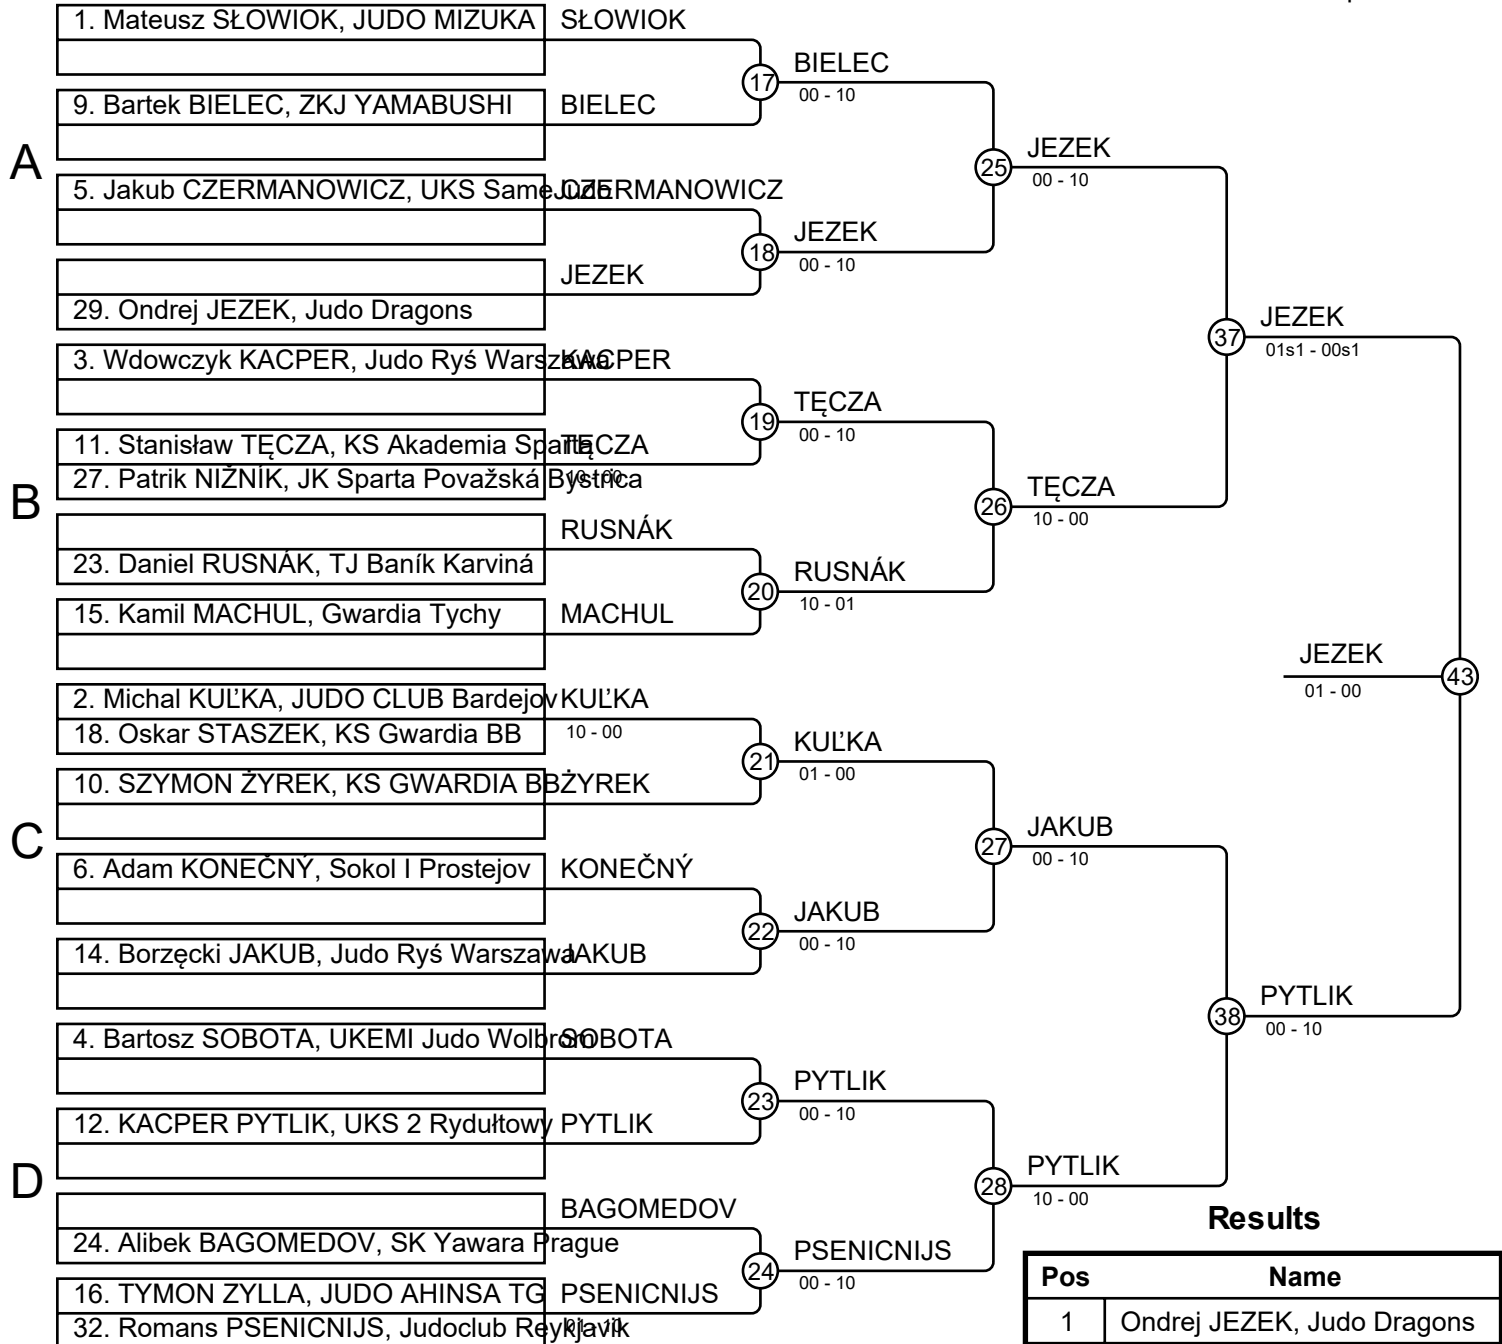 1. Mateusz SŁOWIOK, JUDO MIZUKA
SŁOWIOK
17
BIELEC
00 - 10
9. Bartek BIELEC, ZKJ YAMABUSHI
BIELEC
A
25
JEZEK
00 - 10
5. Jakub CZERMANOWICZ, UKS SameJudo
CZERMANOWICZ
18
JEZEK
00 - 10
JEZEK
29. Ondrej JEZEK, Judo Dragons
37
JEZEK
01s1 - 00s1
3. Wdowczyk KACPER, Judo Ryś Warszawa
KACPER
19
TĘCZA
00 - 10
11. Stanisław TĘCZA, KS Akademia Sparta
TĘCZA
27. Patrik NIŽNÍK, JK Sparta Považská Bystrica
10 - 00
B
26
TĘCZA
10 - 00
RUSNÁK
23. Daniel RUSNÁK, TJ Baník Karviná
20
RUSNÁK
10 - 01
15. Kamil MACHUL, Gwardia Tychy
MACHUL
JEZEK
01 - 00
43
2. Michal KUĽKA, JUDO CLUB Bardejov
KUĽKA
18. Oskar STASZEK, KS Gwardia BB
10 - 00
21
KUĽKA
01 - 00
10. SZYMON ŻYREK, KS GWARDIA BB
ŻYREK
C
27
JAKUB
00 - 10
6. Adam KONEČNÝ, Sokol I Prostejov
KONEČNÝ
22
JAKUB
00 - 10
14. Borzęcki JAKUB, Judo Ryś Warszawa
JAKUB
38
PYTLIK
00 - 10
4. Bartosz SOBOTA, UKEMI Judo Wolbrom
SOBOTA
23
PYTLIK
00 - 10
12. KACPER PYTLIK, UKS 2 Rydułtowy
PYTLIK
D
28
PYTLIK
10 - 00
BAGOMEDOV
24. Alibek BAGOMEDOV, SK Yawara Prague
24
PSENICNIJS
00 - 10
16. TYMON ZYLLA, JUDO AHINSA TG
PSENICNIJS
32. Romans PSENICNIJS, Judoclub Reykjavik
Results
Pos Name
1 Ondrej JEZEK, Judo Dragons